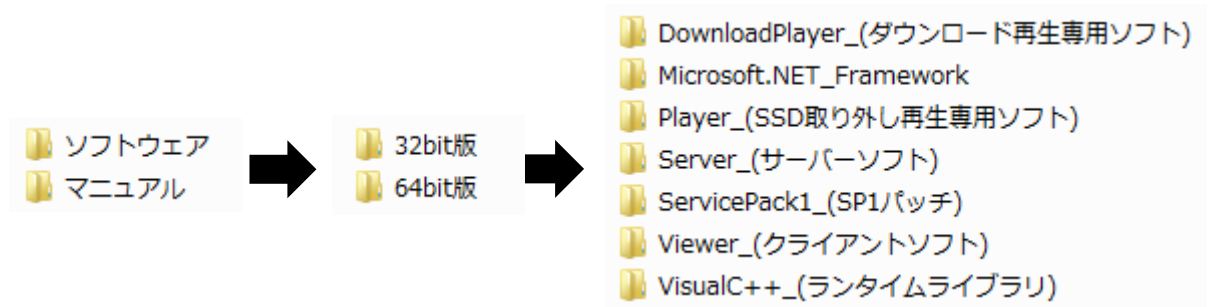 ソフトウェア
マニュアル
32bit版
64bit版
DownloadPlayer_(ダウンロード再生専用ソフト)
Microsoft.NET_Framework
Player_(SSD取り外し再生専用ソフト)
Server_(サーバーソフト)
ServicePack1_(SP1パッチ)
Viewer_(クライアントソフト)
VisualC++_(ランタイムライブラリ)